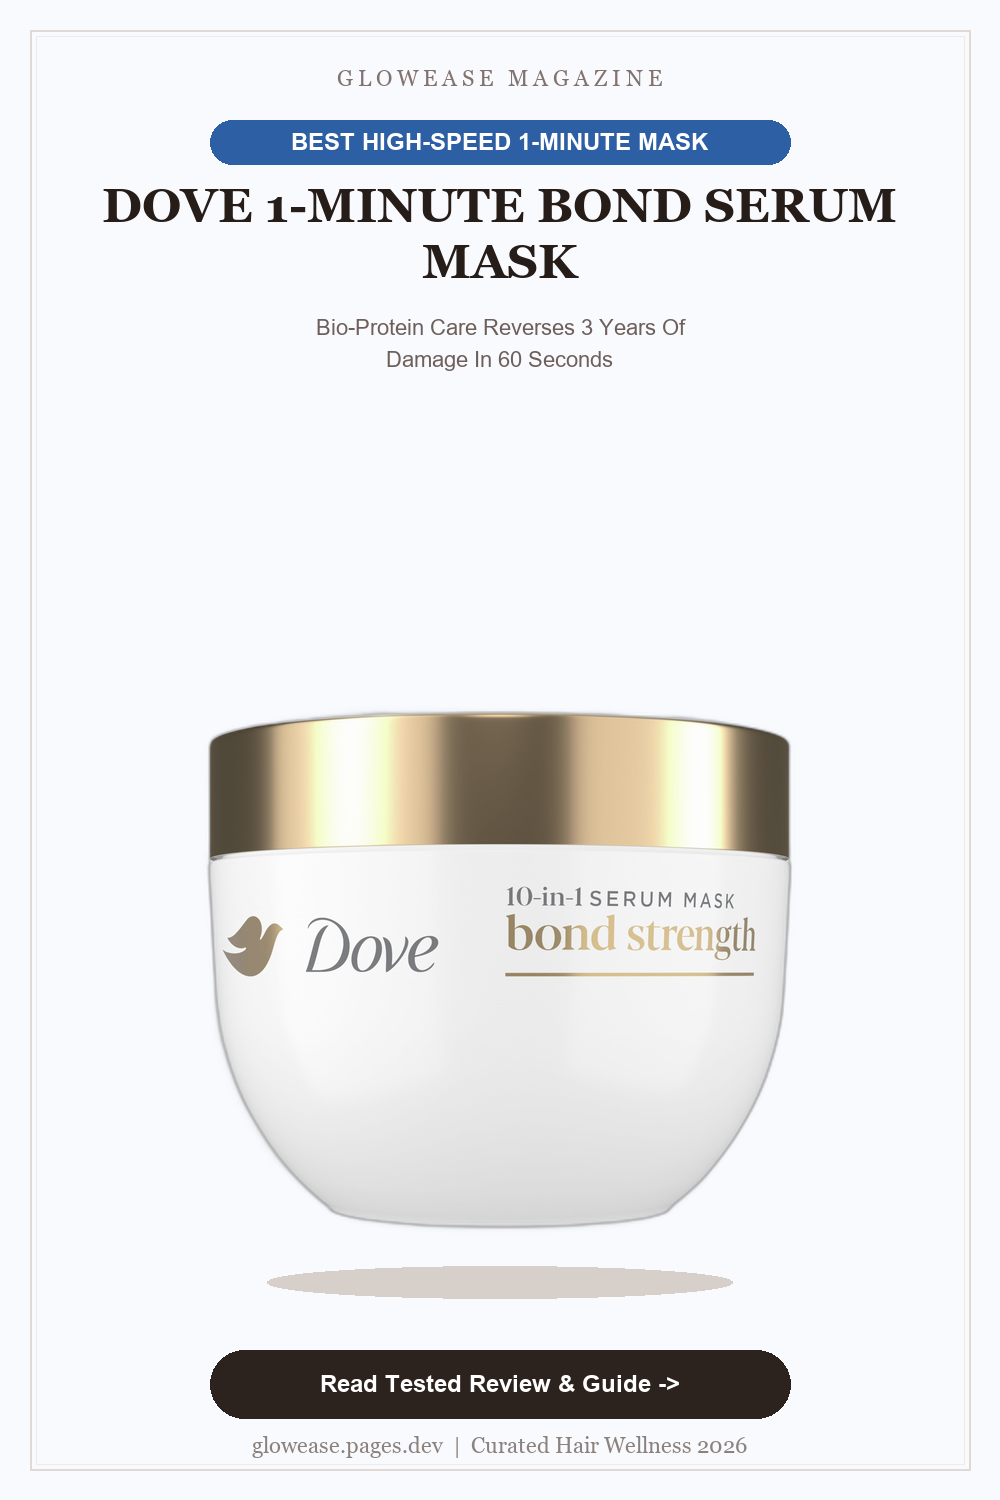 GLOWEASE MAGAZINE
BEST HIGH-SPEED 1-MINUTE MASK
DOVE 1-MINUTE BOND SERUM
MASK
Bio-Protein Care Reverses 3 Years Of
Damage In 60 Seconds
10-in-1 SERUM MASK
bond strength
Dove
Read Tested Review & Guide ->
glowease.pages.dev | Curated Hair Wellness 2026